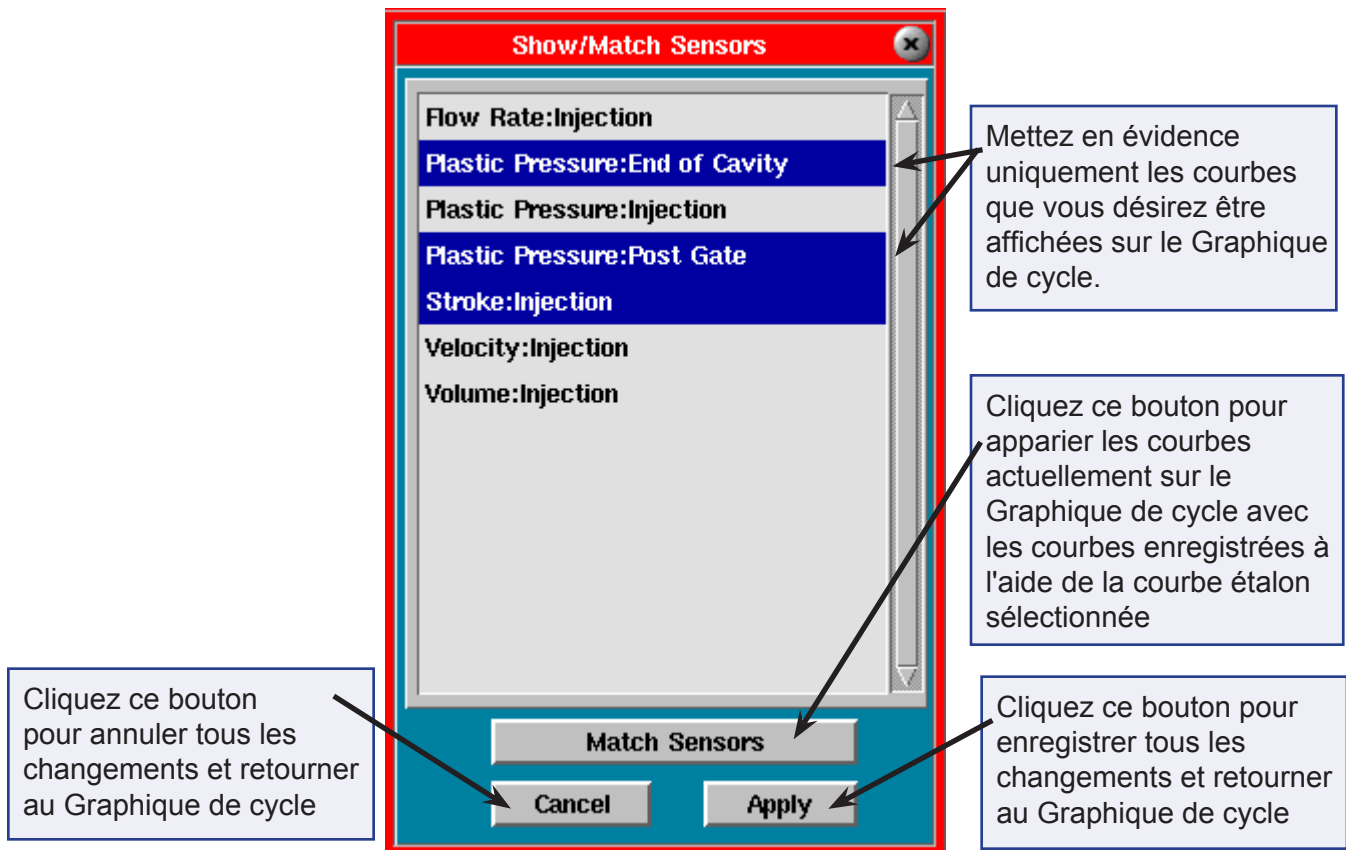 Show/Match Sensors
Flow Rate:Injection
Plastic Pressure:End of Cavity
Plastic Pressure:Injection
Plastic Pressure:Post Gate
Stroke:Injection
Velocity:Injection
Volume:Injection
Match Sensors
Cancel
Apply
Mettez en évidence
uniquement les courbes
que vous désirez être
affichées sur le Graphique
de cycle.
Cliquez ce bouton pour
apparier les courbes
actuellement sur le
Graphique de cycle avec
les courbes enregistrées à
l'aide de la courbe étalon
sélectionnée
Cliquez ce bouton
pour annuler tous les
changements et retourner
au Graphique de cycle
Cliquez ce bouton pour
enregistrer tous les
changements et retourner
au Graphique de cycle